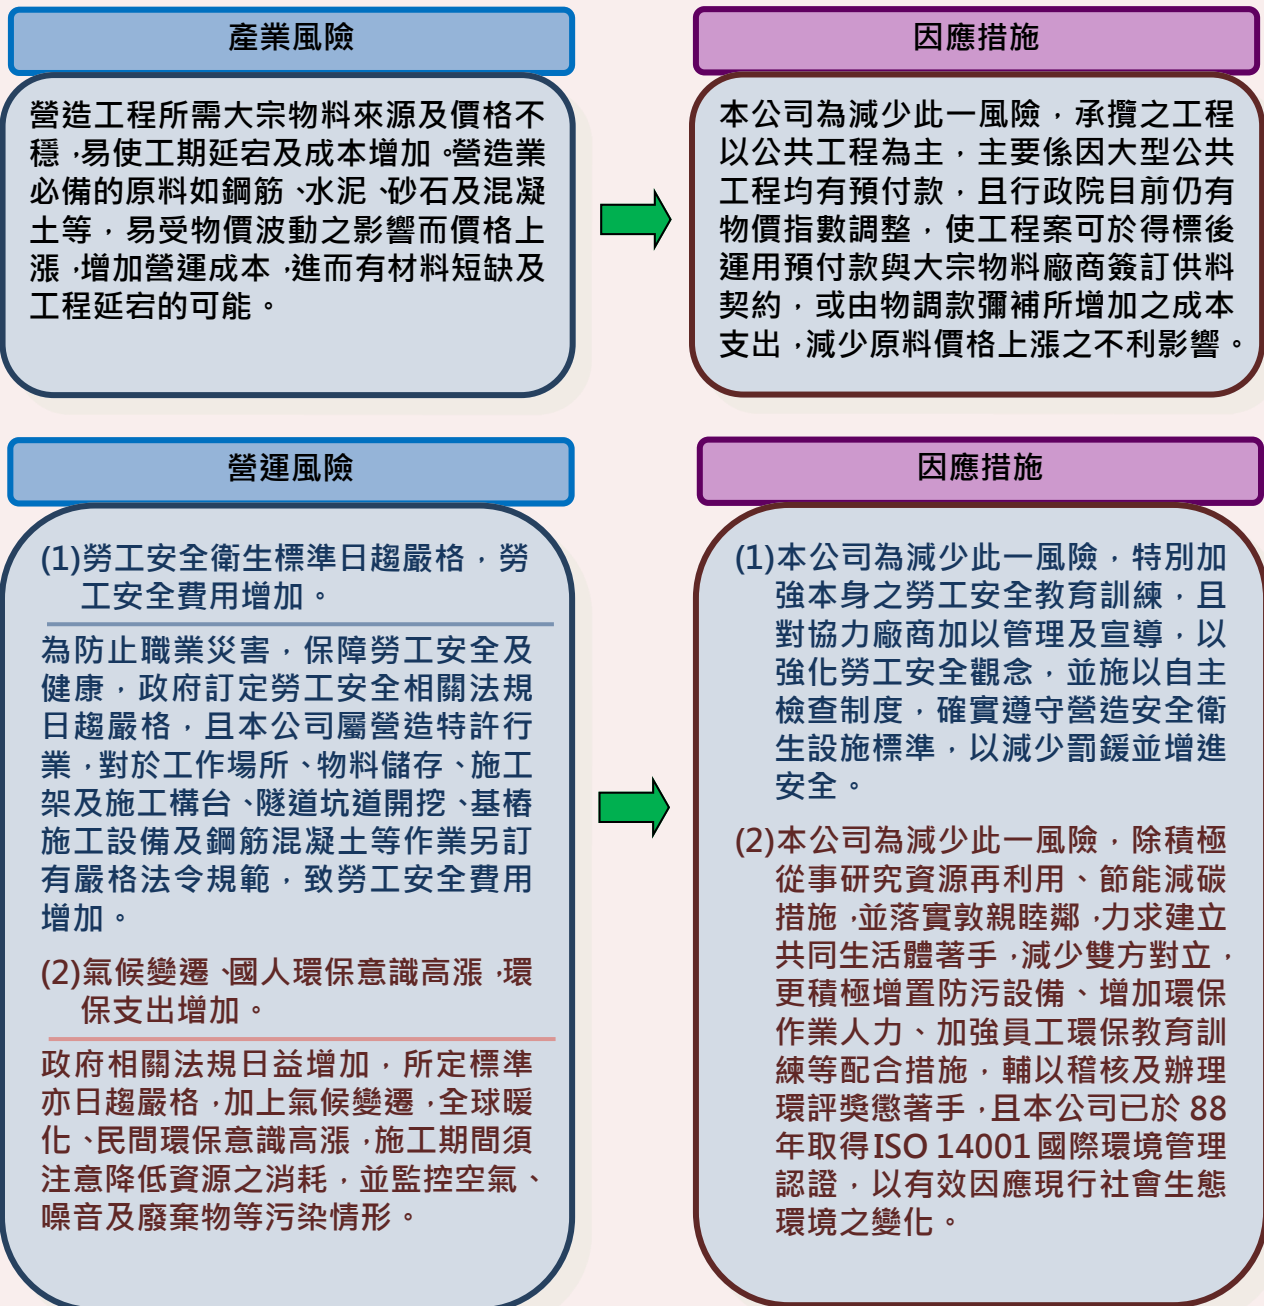 產業風險
營造工程所需大宗物料來源及價格不
穩，易使工期延宕及成本增加。營造業
必備的原料如鋼筋、水泥、砂石及混凝
土等，易受物價波動之影響而價格上
漲，增加營運成本，進而有材料短缺及
工程延宕的可能。
因應措施
本公司為減少此一風險，承攬之工程
以公共工程為主，主要係因大型公共
工程均有預付款，且行政院目前仍有
物價指數調整，使工程案可於得標後
運用預付款與大宗物料廠商簽訂供料
契約，或由物調款彌補所增加之成本
支出，減少原料價格上漲之不利影響。
營運風險
(1)勞工安全衛生標準日趨嚴格，勞
工安全費用增加。
為防止職業災害，保障勞工安全及
健康，政府訂定勞工安全相關法規
日趨嚴格，且本公司屬營造特許行
業，對於工作場所、物料儲存、施工
架及施工構台、隧道坑道開挖、基樁
施工設備及鋼筋混凝土等作業另訂
有嚴格法令規範，致勞工安全費用
增加。
(2)氣候變遷、國人環保意識高漲，環
保支出增加。
政府相關法規日益增加，所定標準
亦日趨嚴格，加上氣候變遷，全球暖
化、民間環保意識高漲，施工期間須
注意降低資源之消耗，並監控空氣、
噪音及廢棄物等污染情形。
因應措施
(1)本公司為減少此一風險，特別加
強本身之勞工安全教育訓練，且
對協力廠商加以管理及宣導，以
強化勞工安全觀念，並施以自主
檢查制度，確實遵守營造安全衛
生設施標準，以減少罰鍰並增進
安全。
(2)本公司為減少此一風險，除積極
從事研究資源再利用、節能減碳
措施，並落實敦親睦鄰，力求建立
共同生活體著手，減少雙方對立，
更積極增置防污設備、增加環保
作業人力、加強員工環保教育訓
練等配合措施，輔以稽核及辦理
環評獎懲著手，且本公司已於 88
年取得 ISO 14001 國際環境管理
認證，以有效因應現行社會生態
環境之變化。